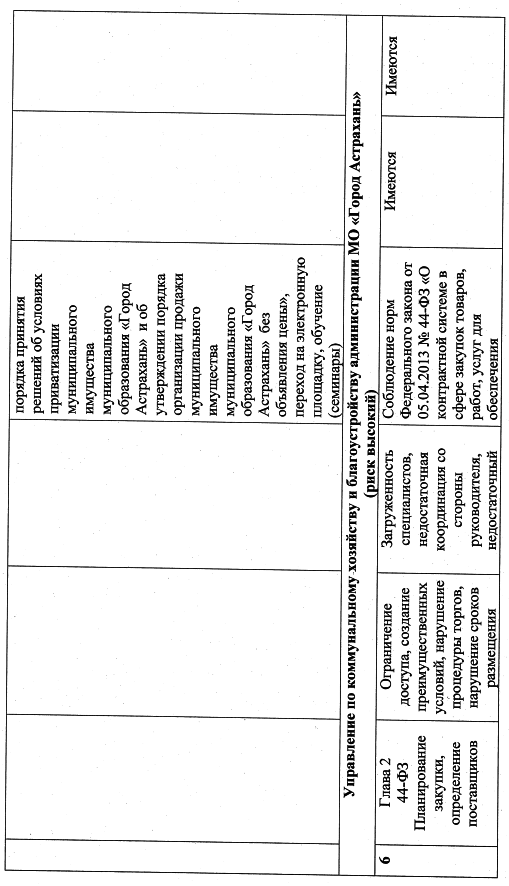 порядка принятия
решений об условиях
приватизации
муниципального
имущества
муниципального
образования «Город
Астрахань» и об
утверждении порядка
организации продажи
муниципального
имущества
муниципального
образования «Город
Астрахань» без
объявления цены»,
переход на электронную
площадку, обучение
(семинары)
Управление по коммунальному хозяйству и благоустройству администрации МО «Город Астрахань»
(риск высокий)
6
Глава 2
44-ФЗ
Планирование
закупки,
определение
поставщиков
Ограничение
доступа, создание
преимущественных
условий, нарушение
процедуры торгов,
нарушение сроков
размещения
Загруженность
специалистов,
недостаточная
координация со
стороны
руководителя,
недостаточный
Соблюдение норм
Федерального закона от
05.04.2013 № 44-ФЗ «О
контрактной системе в
сфере закупок товаров,
работ, услуг для
обеспечения
Имеются
Имеются